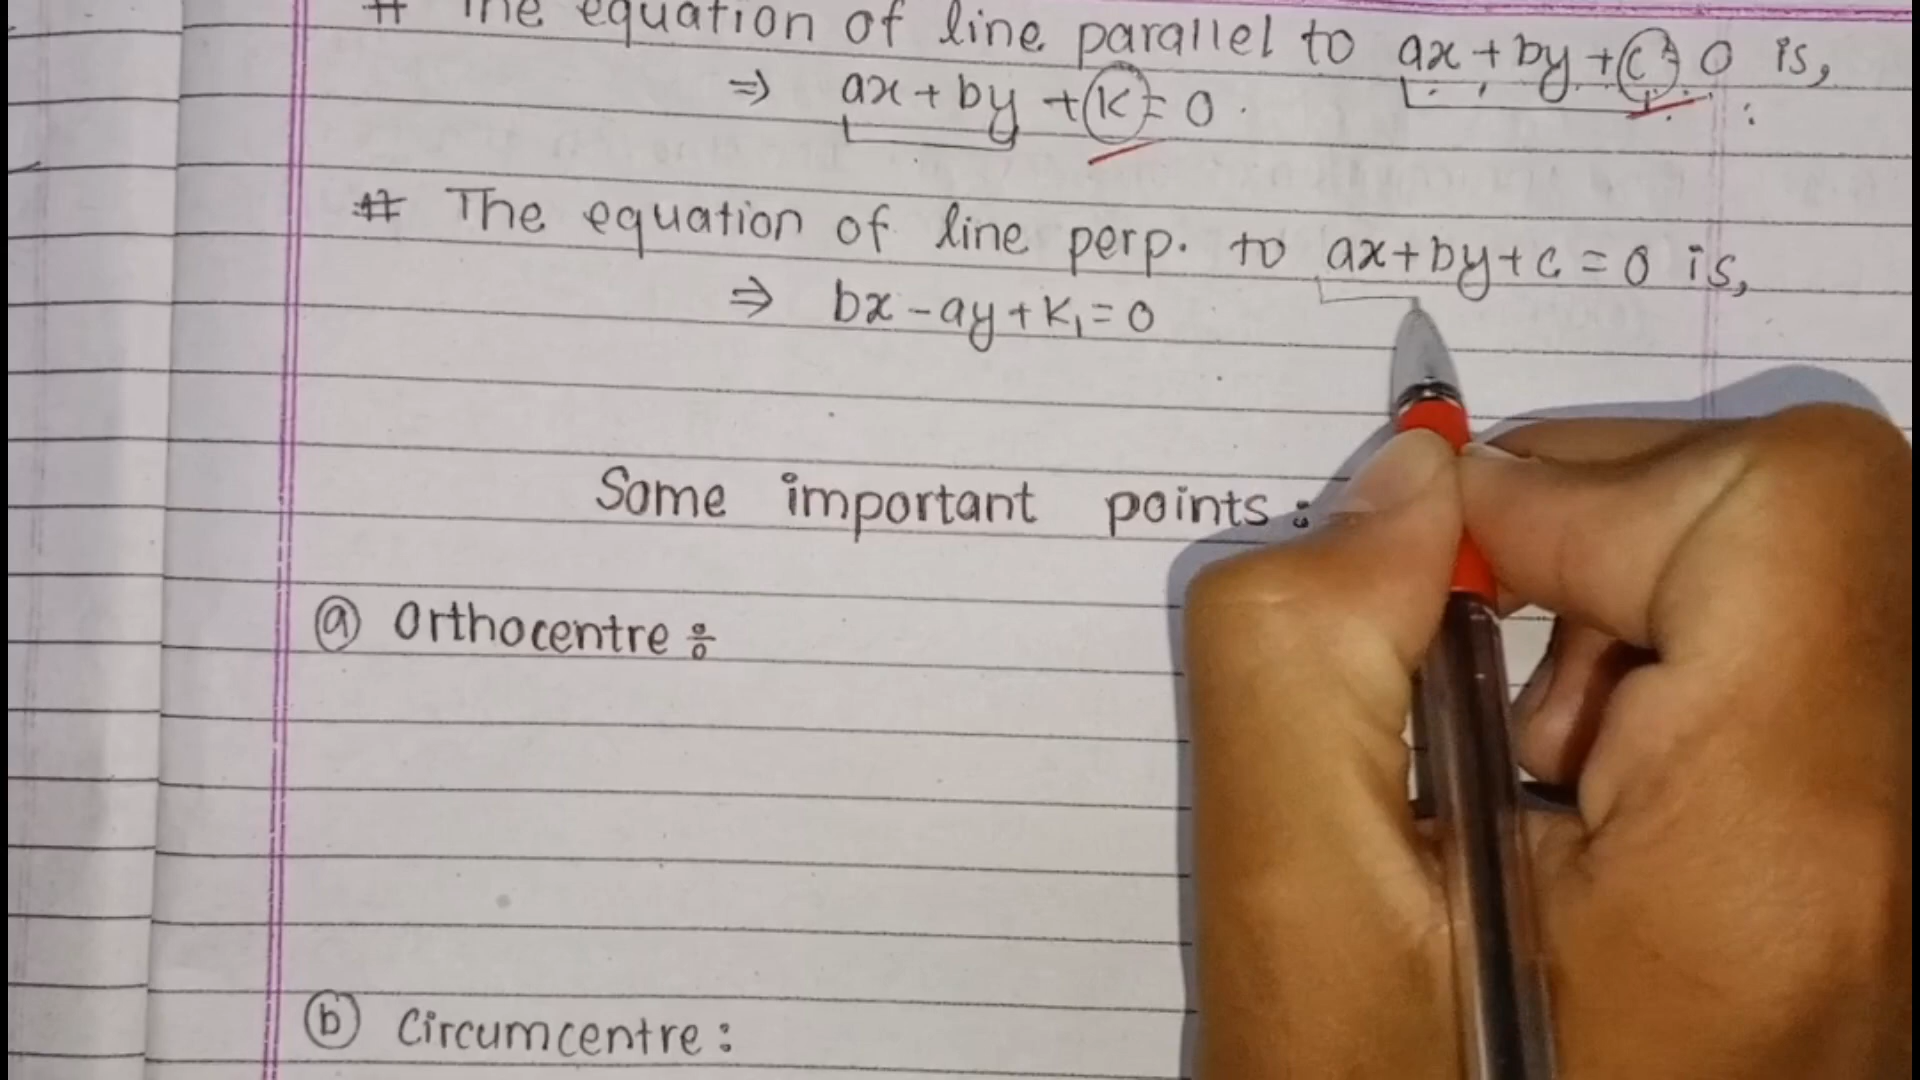 # The equation of line parallel to ax + by + c = 0 is,
⇒ ax + by + k = 0.
# The equation of line perp. to ax + by + c = 0 is,
⇒ bx - ay + k₁ = 0
Some important points :
ⓐ Orthocentre :
ⓑ Circumcentre :